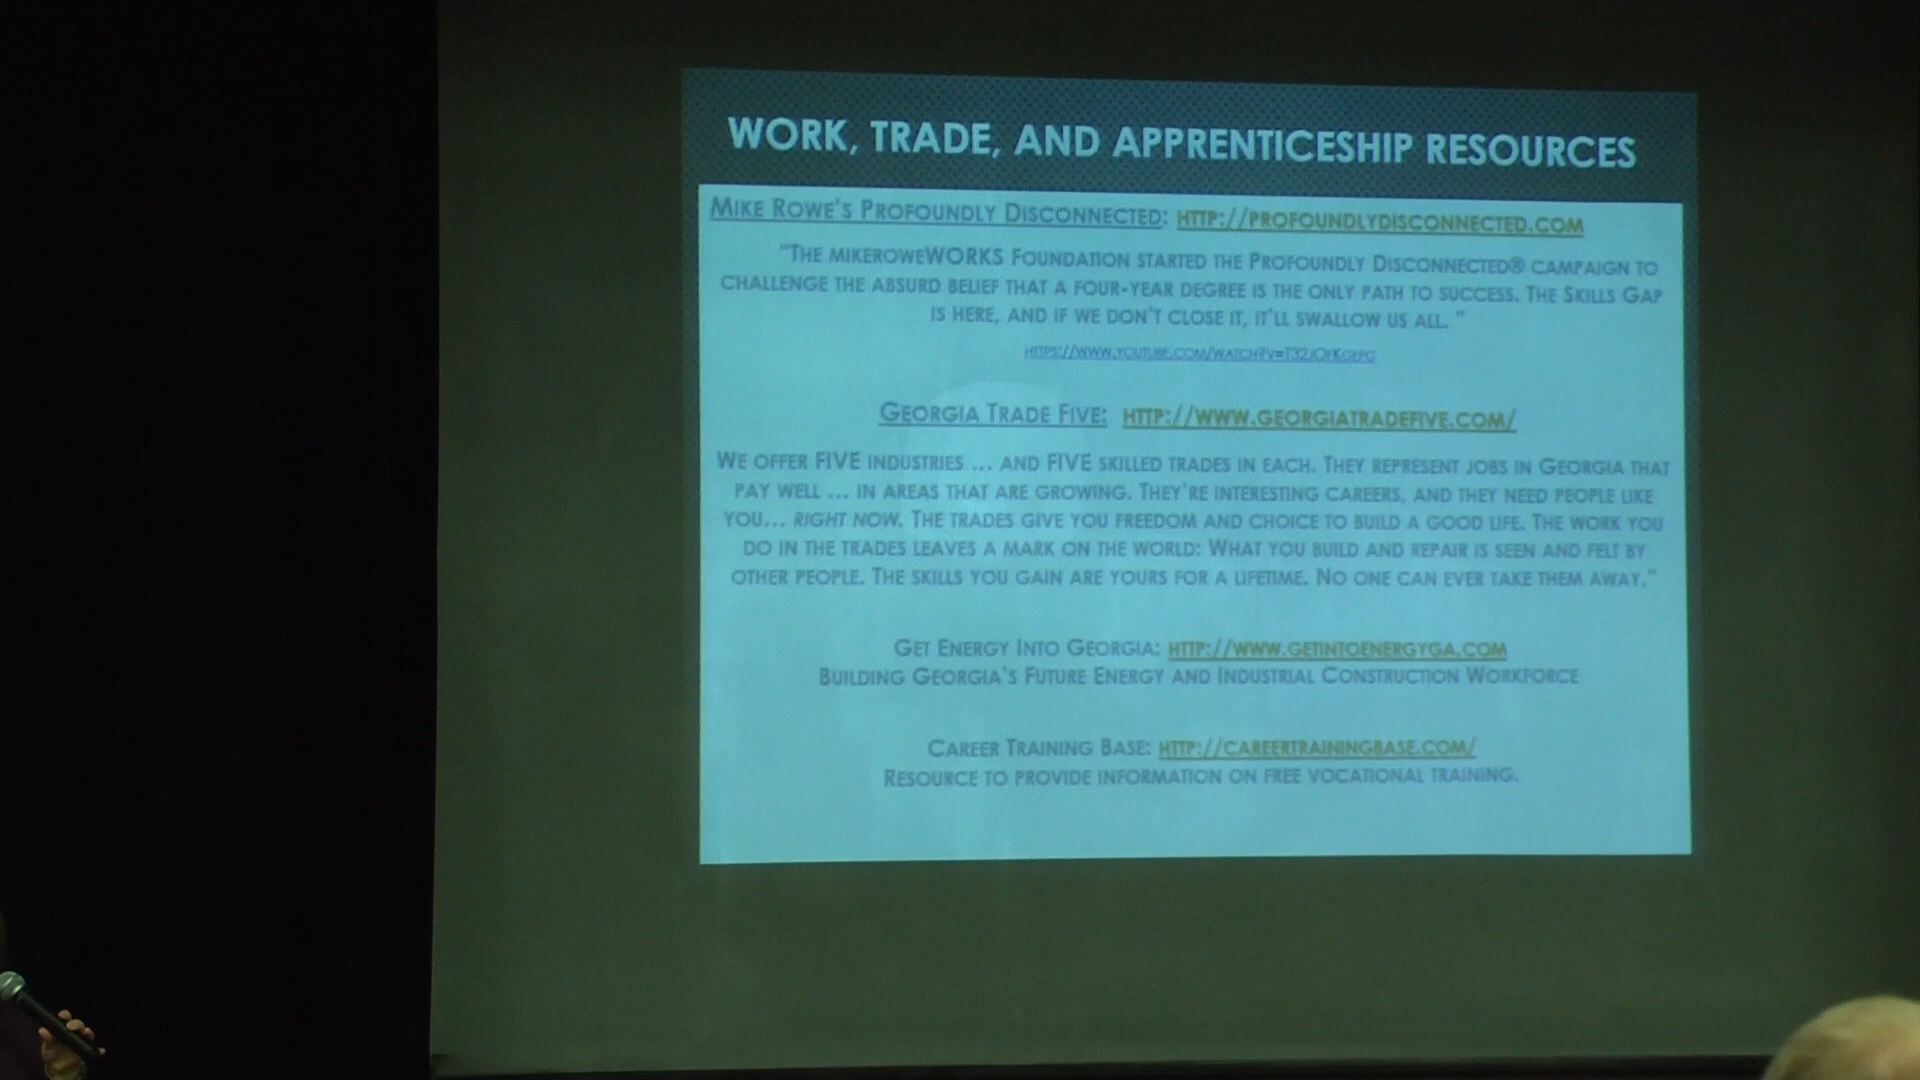 WORK, TRADE, AND APPRENTICESHIP RESOURCES
MIKE ROWE'S PROFOUNDLY DISCONNECTED: HTTP://PROFOUNDLYDISCONNECTED.COM
"THE MIKEROWEWORKS FOUNDATION STARTED THE PROFOUNDLY DISCONNECTED® CAMPAIGN TO
CHALLENGE THE ABSURD BELIEF THAT A FOUR-YEAR DEGREE IS THE ONLY PATH TO SUCCESS. THE SKILLS GAP
IS HERE, AND IF WE DON'T CLOSE IT, IT'LL SWALLOW US ALL. "
GEORGIA TRADE FIVE: HTTP://WWW.GEORGIATRADEFIVE.COM/
WE OFFER FIVE INDUSTRIES ... AND FIVE SKILLED TRADES IN EACH. THEY REPRESENT JOBS IN GEORGIA THAT
PAY WELL ... IN AREAS THAT ARE GROWING. THEY'RE INTERESTING CAREERS, AND THEY NEED PEOPLE LIKE
YOU... RIGHT NOW. THE TRADES GIVE YOU FREEDOM AND CHOICE TO BUILD A GOOD LIFE. THE WORK YOU
DO IN THE TRADES LEAVES A MARK ON THE WORLD: WHAT YOU BUILD AND REPAIR IS SEEN AND FELT BY
OTHER PEOPLE. THE SKILLS YOU GAIN ARE YOURS FOR A LIFETIME. NO ONE CAN EVER TAKE THEM AWAY."
GET ENERGY INTO GEORGIA: HTTP://WWW.GETINTOENERGYGA.COM
BUILDING GEORGIA'S FUTURE ENERGY AND INDUSTRIAL CONSTRUCTION WORKFORCE
CAREER TRAINING BASE: HTTP://CAREERTRAININGBASE.COM/
RESOURCE TO PROVIDE INFORMATION ON FREE VOCATIONAL TRAINING.